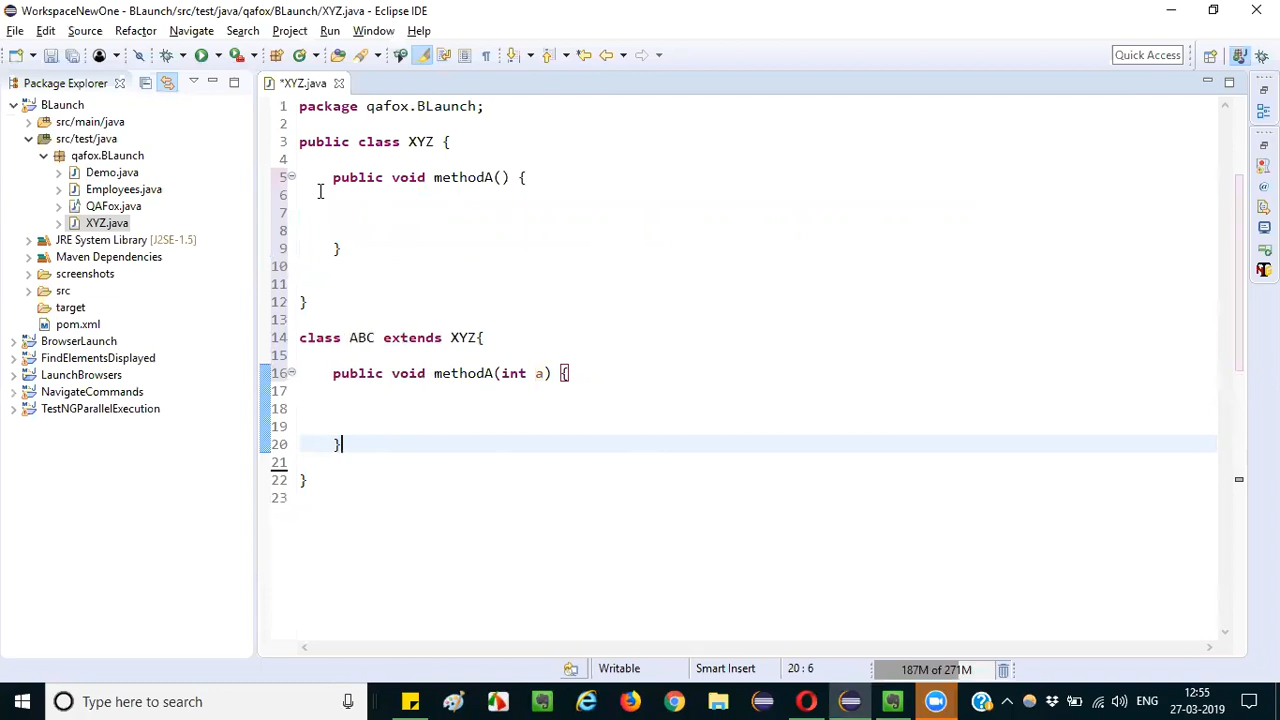 WorkspaceNewOne - BLaunch/src/test/java/qafox/BLaunch/XYZ.java - Eclipse IDE
File Edit Source Refactor Navigate Search Project Run Window Help
Quick Access
Package Explorer
BLaunch
src/main/java
src/test/java
qafox.BLaunch
Demo.java
Employees.java
QAFox.java
XYZ.java
JRE System Library [J2SE-1.5]
Maven Dependencies
screenshots
src
target
pom.xml
BrowserLaunch
FindElementsDisplayed
LaunchBrowsers
NavigateCommands
TestNGParallelExecution
*XYZ.java
1 package qafox.BLaunch;
2
3 public class XYZ {
4
5 public void methodA() {
6
7
8
9 }
10
11
12 }
13
14 class ABC extends XYZ{
15
16 public void methodA(int a) {
17
18
19
20 }
21
22 }
23
Writable Smart Insert 20 : 6 187M of 271M
Type here to search
ENG
12:55
27-03-2019